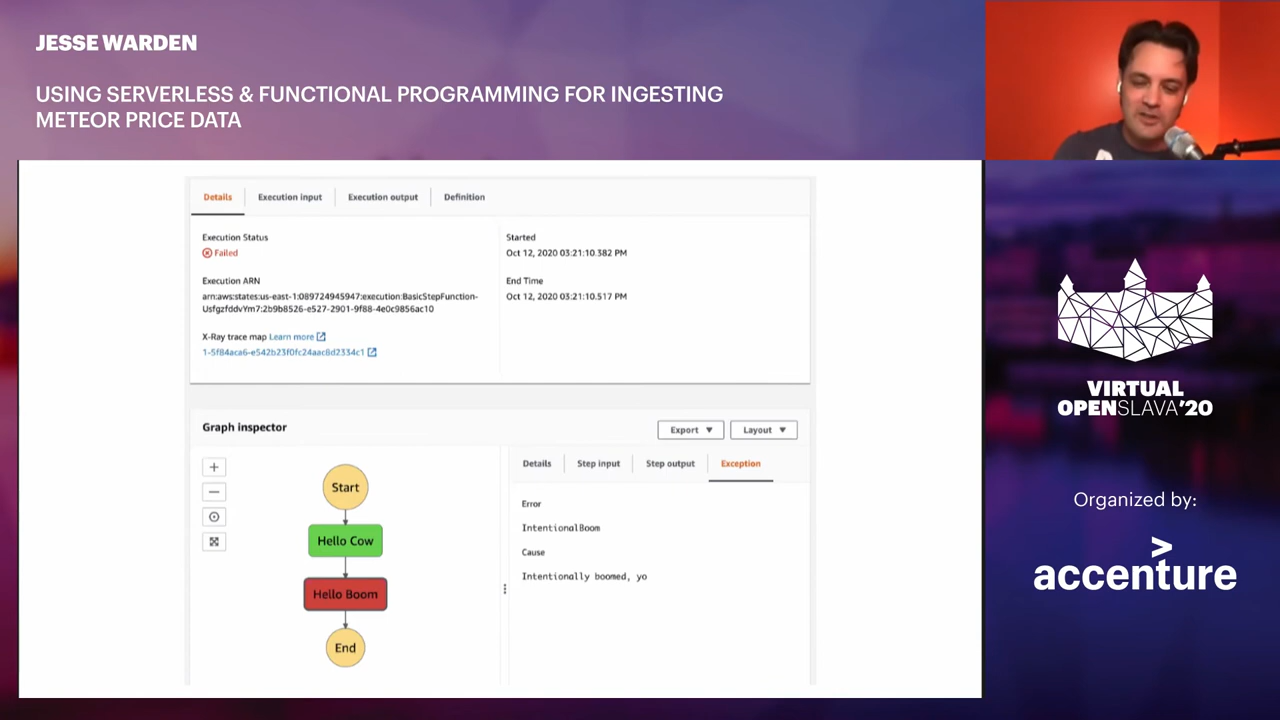 JESSE WARDEN
USING SERVERLESS & FUNCTIONAL PROGRAMMING FOR INGESTING
METEOR PRICE DATA
Details
Execution input
Execution output
Definition
Execution Status
Failed
Started
Oct 12, 2020 03:21:10.382 PM
Execution ARN
arn:aws:states:us-east-1:089724945947:execution:BasicStepFunction-
UsfgzfddvYm7:2b9b8526-e527-2901-9f88-4e0c9856ac10
End Time
Oct 12, 2020 03:21:10.517 PM
X-Ray trace map Learn more
1-5f84aca6-e542b23f0fc24aac8d2334c1
Graph inspector
Export
Layout
Start
Hello Cow
Hello Boom
End
Details
Step input
Step output
Exception
Error
IntentionalBoom
Cause
Intentionally boomed, yo
VIRTUAL
OPENSLAVA'20
Organized by:
accenture